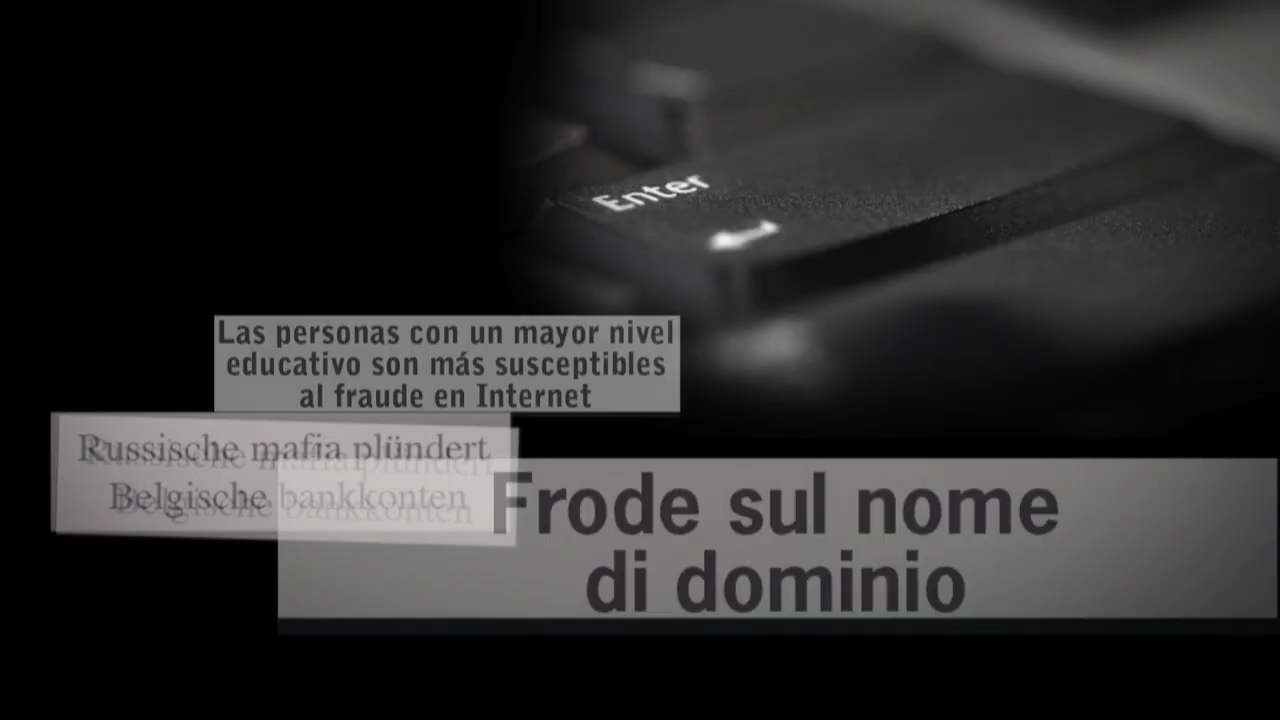 Enter
Las personas con un mayor nivel
educativo son más susceptibles
al fraude en Internet
Russische mafia plündert
Belgische bankkonten
Frode sul nome
di dominio